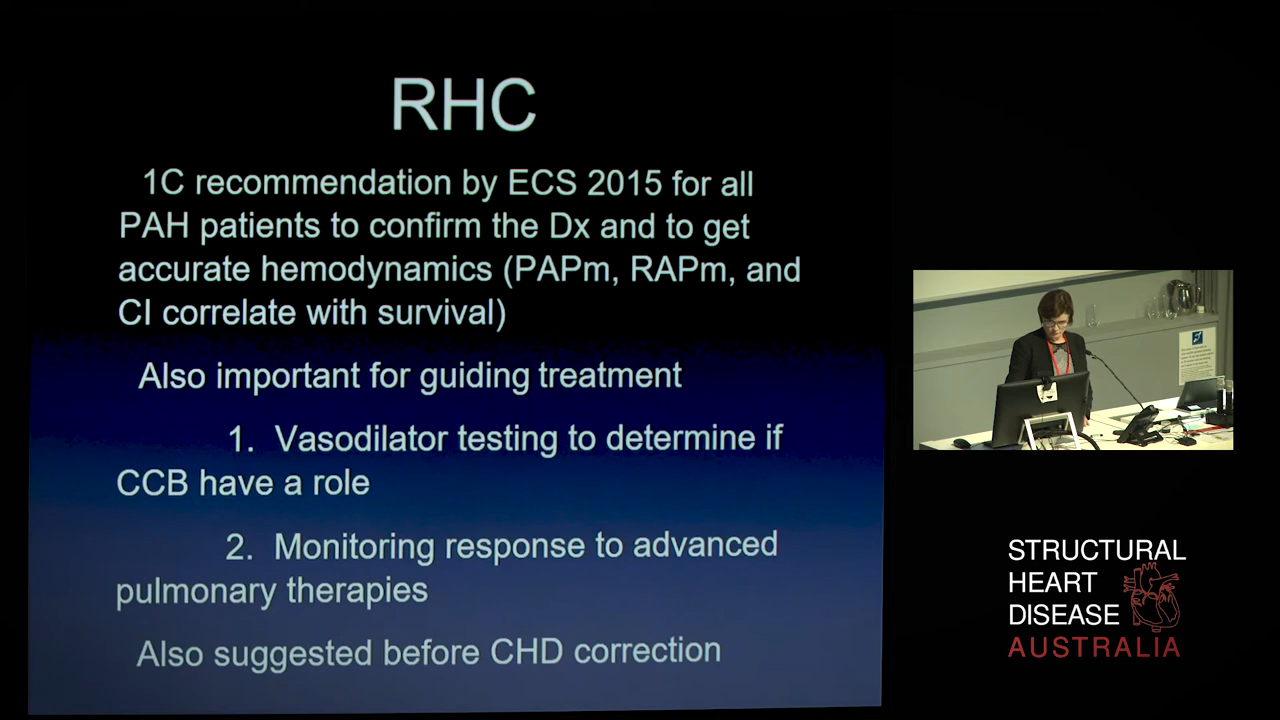 RHC
1C recommendation by ECS 2015 for all
PAH patients to confirm the Dx and to get
accurate hemodynamics (PAPm, RAPm, and
CI correlate with survival)
Also important for guiding treatment
1. Vasodilator testing to determine if
CCB have a role
2. Monitoring response to advanced
pulmonary therapies
Also suggested before CHD correction
STRUCTURAL
HEART
DISEASE
AUSTRALIA